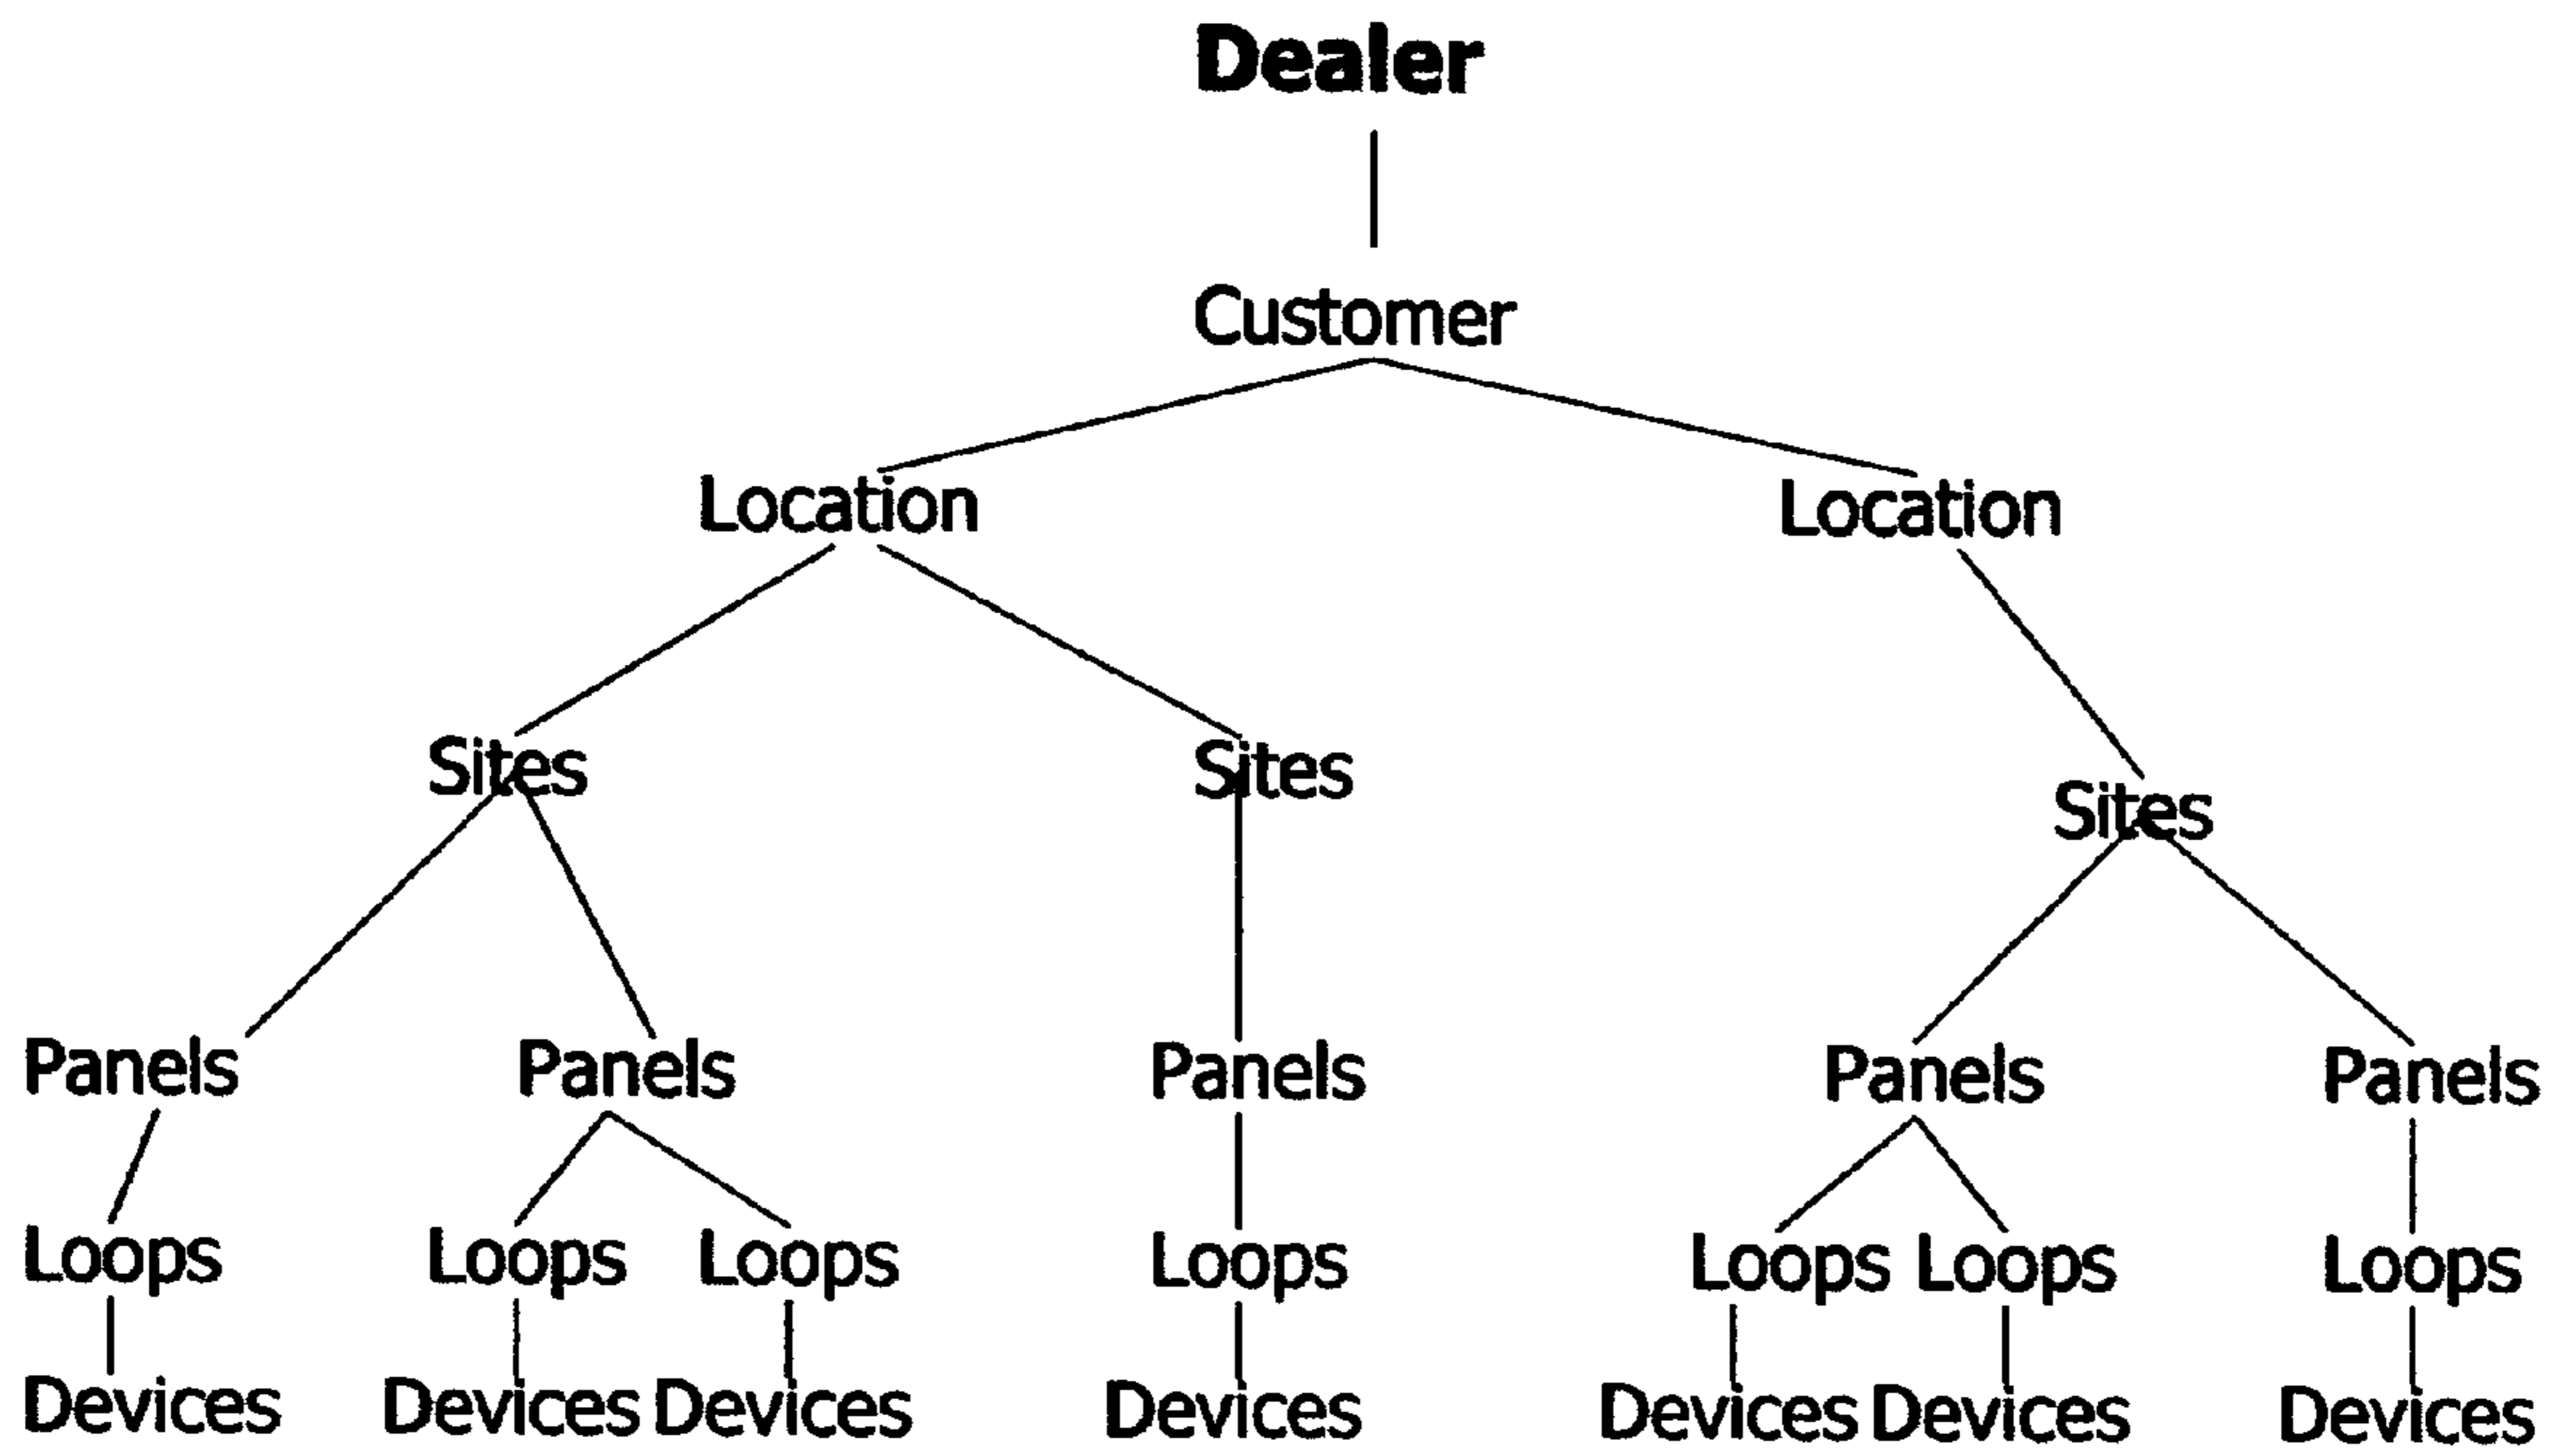 Dealer
Customer
Location Location
Sites Sites Sites
Panels Panels Panels Panels Panels
Loops Loops Loops Loops Loops Loops Loops
Devices Devices Devices Devices Devices Devices Devices